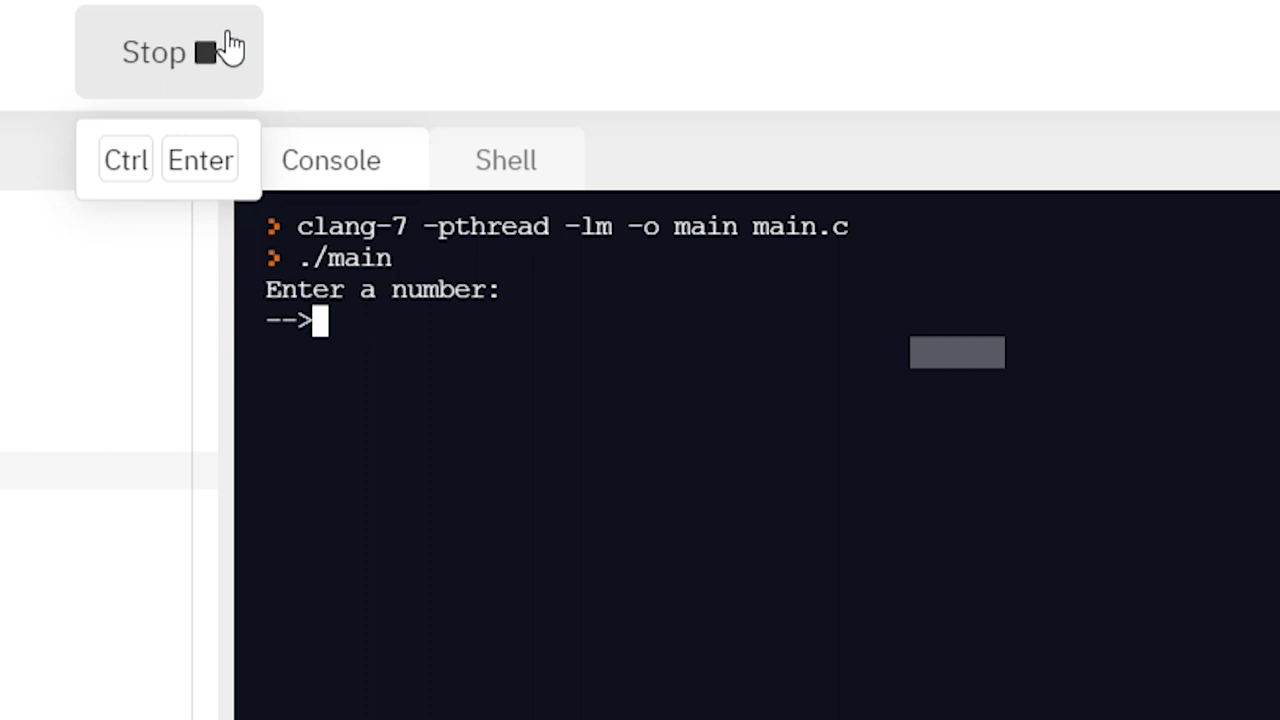 Stop
Ctrl Enter
Console
Shell
clang-7 -pthread -lm -o main main.c
./main
Enter a number:
-->